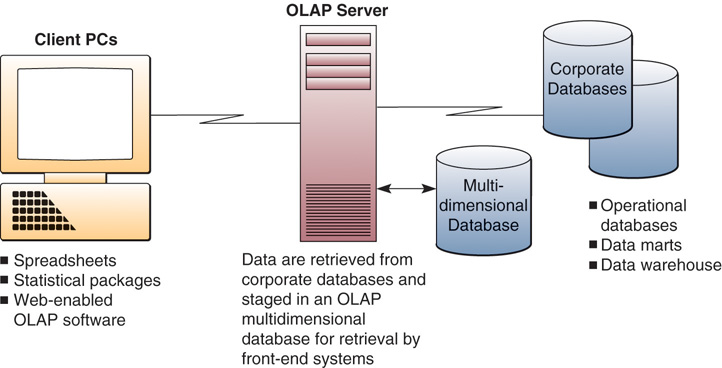 OLAP Server
Client PCs
Corporate
Databases
Multi-
dimensional
Database
■ Spreadsheets
■ Statistical packages
■ Web-enabled
OLAP software
Data are retrieved from
corporate databases and
staged in an OLAP
multidimensional
database for retrieval by
front-end systems
■ Operational
databases
■ Data marts
■ Data warehouse